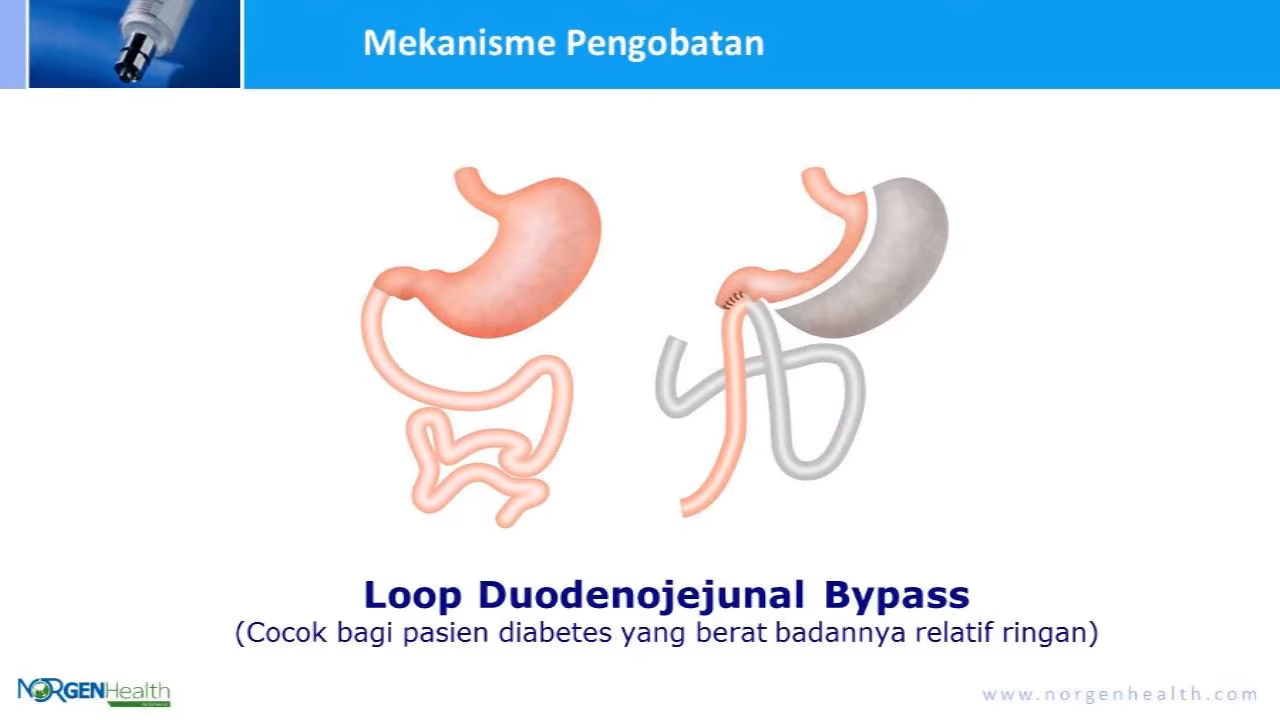 Mekanisme Pengobatan
Loop Duodenojejunal Bypass
(Cocok bagi pasien diabetes yang berat badannya relatif ringan)
NORGENHealth
www.norgenhealth.com